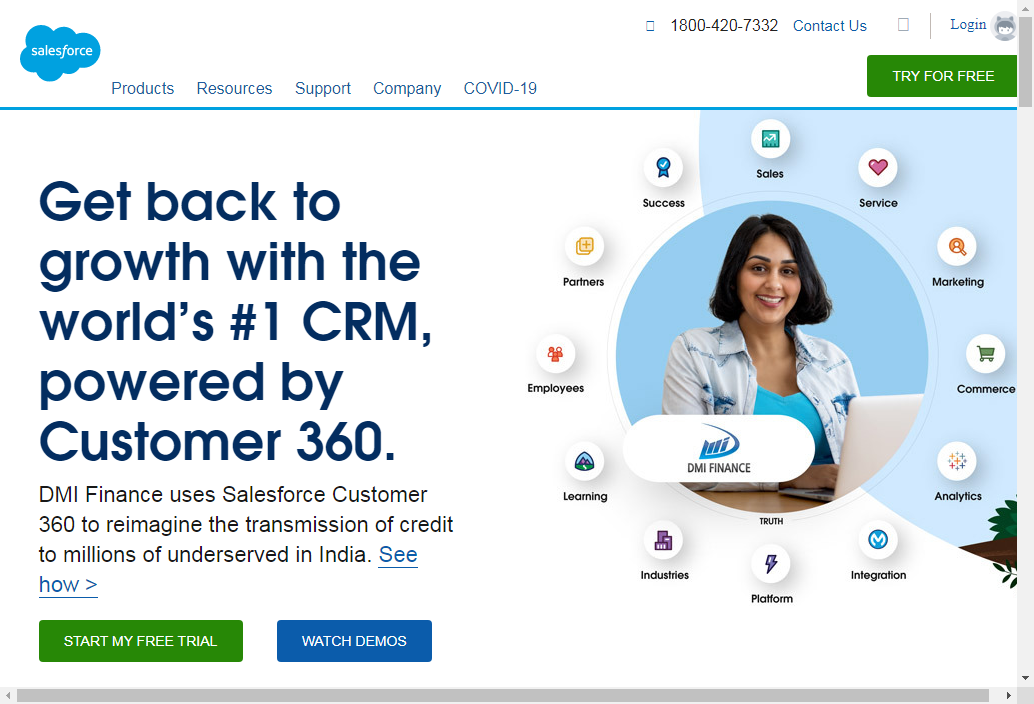 salesforce
1800-420-7332 Contact Us
Login
Products Resources Support Company COVID-19
TRY FOR FREE
Get back to
growth with the
world’s #1 CRM,
powered by
Customer 360.
DMI Finance uses Salesforce Customer
360 to reimagine the transmission of credit
to millions of underserved in India. See
how >
START MY FREE TRIAL
WATCH DEMOS
Sales
Success
Service
Partners
Marketing
Employees
Commerce
DMI FINANCE
Learning
Analytics
TRUTH
Industries
Integration
Platform